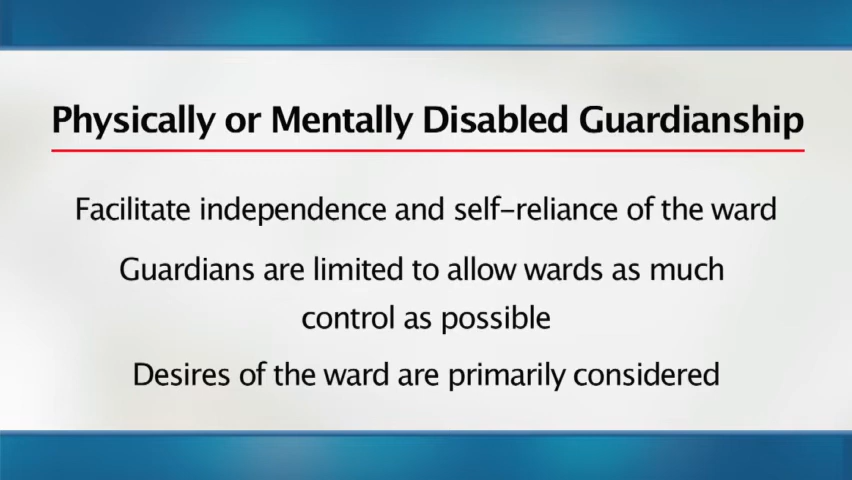 Physically or Mentally Disabled Guardianship
Facilitate independence and self-reliance of the ward
Guardians are limited to allow wards as much
control as possible
Desires of the ward are primarily considered